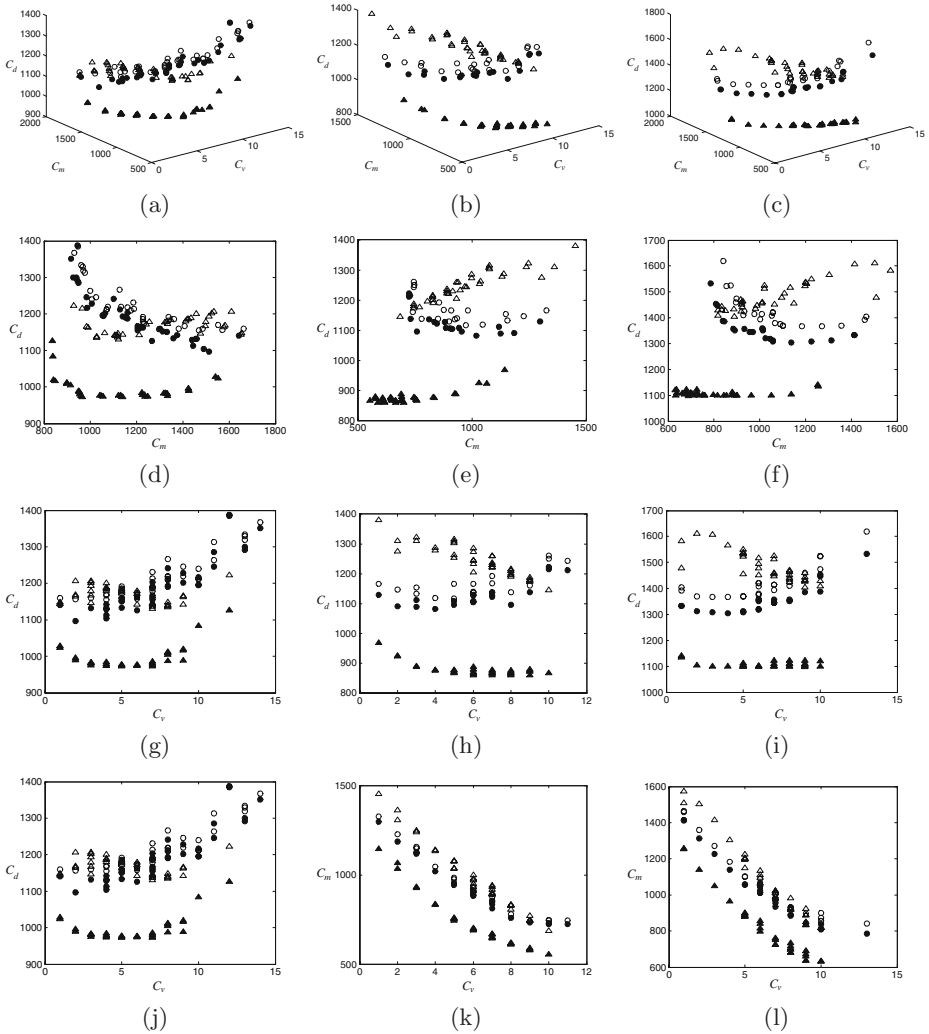 1400
1300
1200
C_d 1100
1000
900
2000
1500
1000
500
C_m
0
5
10
15
C_v
(a)
1400
1200
C_d
1000
800
1500
1000
500
C_m
0
5
10
15
C_v
(b)
1800
1600
C_d 1400
1200
1000
2000
1500
1000
500
C_m
0
5
10
15
C_v
(c)
1400
1300
1200
C_d
1100
1000
900
800 1000 1200 1400 1600 1800
C_m
(d)
1400
1300
1200
C_d 1100
1000
900
800
500 1000 1500
C_m
(e)
1700
1600
1500
C_d 1400
1300
1200
1100
1000
600 800 1000 1200 1400 1600
C_m
(f)
1400
1300
1200
C_d
1100
1000
900
0 5 10 15
C_v
(g)
1400
1300
1200
C_d 1100
1000
900
800
0 2 4 6 8 10 12
C_v
(h)
1700
1600
1500
1400
C_d
1300
1200
1100
1000
0 5 10 15
C_v
(i)
1400
1300
1200
C_d
1100
1000
900
0 5 10 15
C_v
(j)
1500
C_m 1000
500
0 2 4 6 8 10 12
C_v
(k)
1600
1400
1200
C_m
1000
800
600
0 5 10 15
C_v
(l)